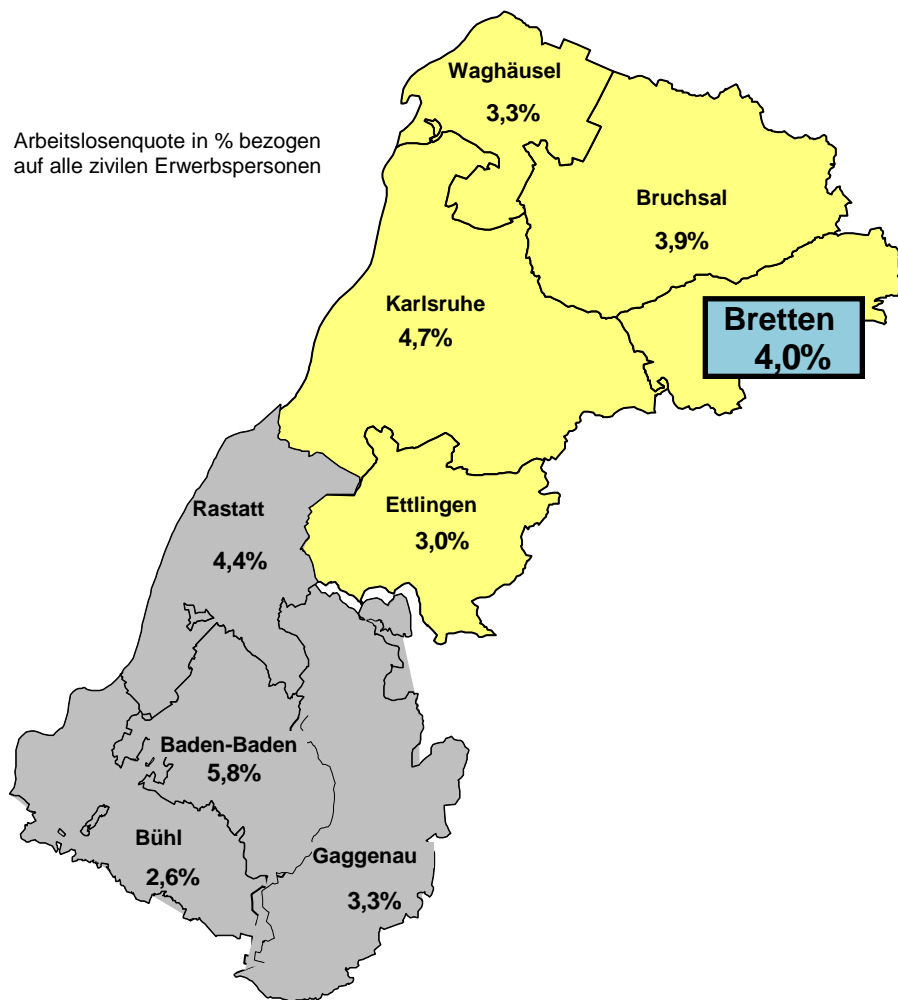 Waghäusel
3,3%
Arbeitslosenquote in % bezogen
auf alle zivilen Erwerbspersonen
Bruchsal
3,9%
Karlsruhe
4,7%
Bretten
4,0%
Rastatt
4,4%
Ettlingen
3,0%
Baden-Baden
5,8%
Bühl
2,6%
Gaggenau
3,3%